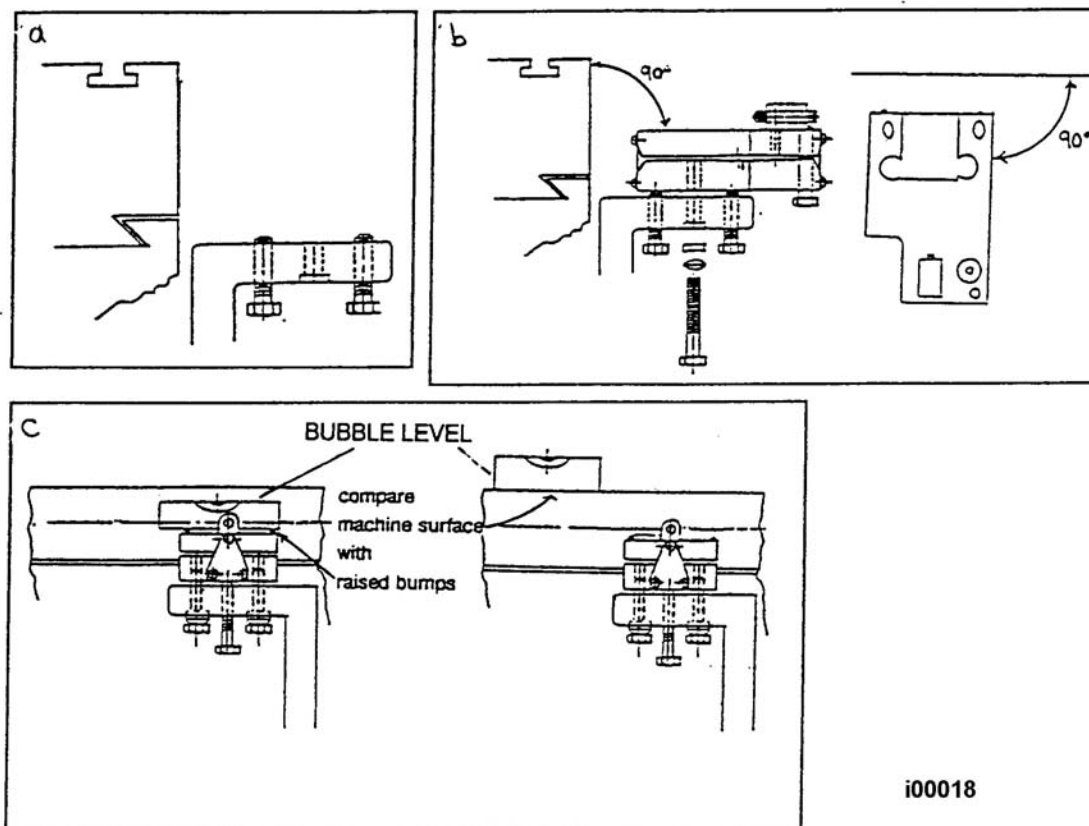 a
b
90°
90°
c
BUBBLE LEVEL
compare
machine surface
with
raised bumps
i00018